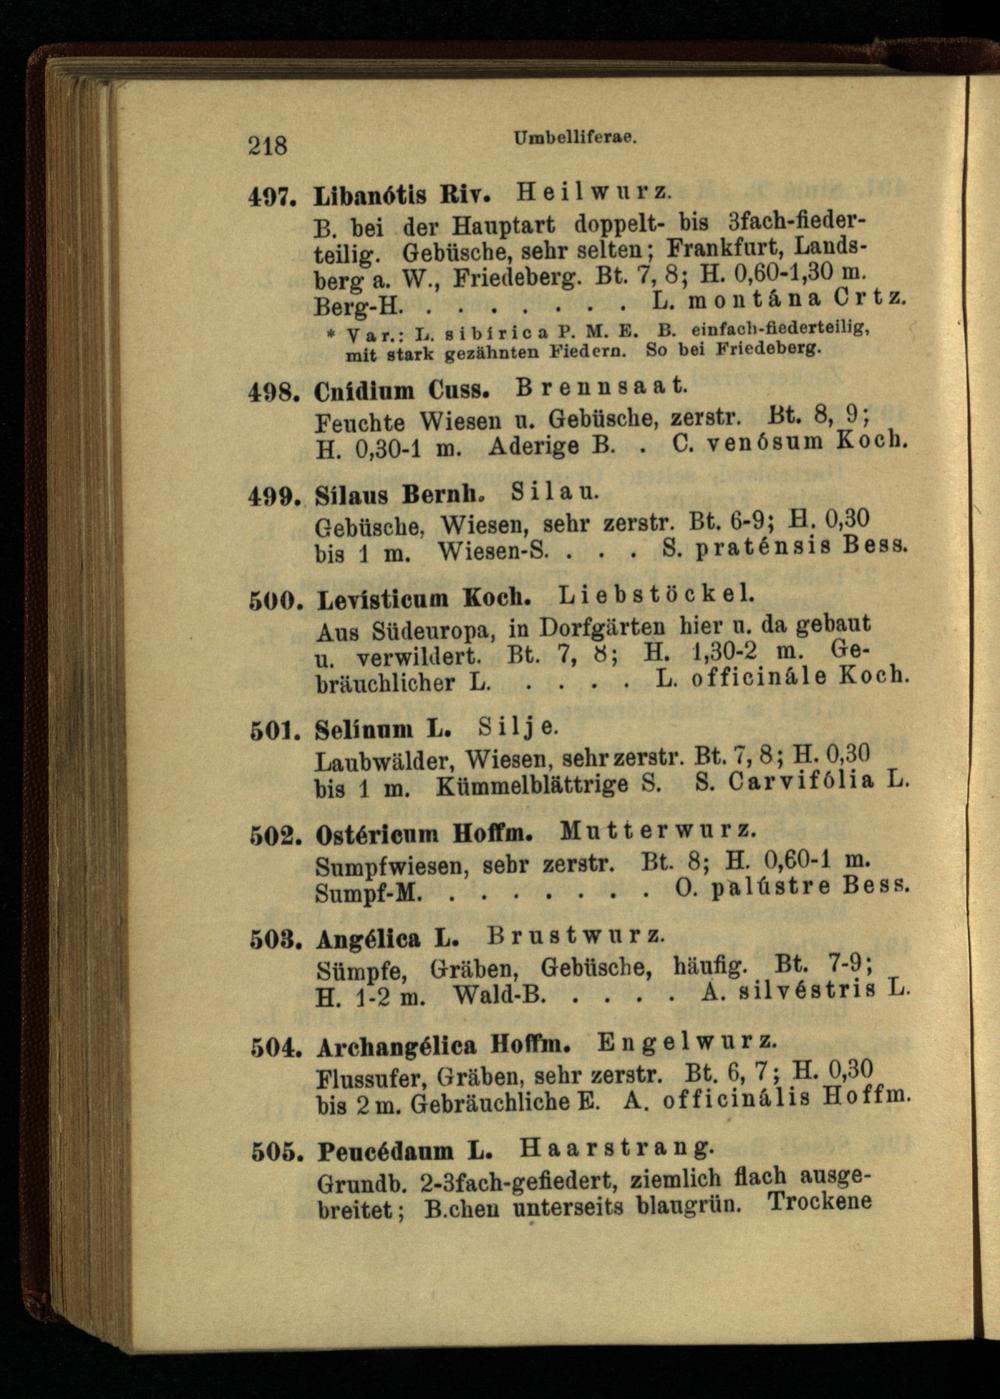 218
Umbelliferae.
497. Libanótis Riv. Heilwurz.
B. bei der Hauptart doppelt- bis 3fach-fieder-
teilig. Gebüsche, sehr selten; Frankfurt, Lands-
berg a. W., Friedeberg. Bt. 7, 8; H. 0,60-1,30 m.
Berg-H. . . . . . . . L. montána Crtz.
* Var.: L. sibírica P. M. E. B. einfach-fiederteilig,
mit stark gezähnten Fiedern. So bei Friedeberg.
498. Cnídium Cuss. Brennsaat.
Feuchte Wiesen u. Gebüsche, zerstr. Bt. 8, 9;
H. 0,30-1 m. Aderige B. . C. venósum Koch.
499. Sílaus Bernh. Silau.
Gebüsche, Wiesen, sehr zerstr. Bt. 6-9; H. 0,30
bis 1 m. Wiesen-S. . . . S. praténsis Bess.
500. Levísticum Koch. Liebstöckel.
Aus Südeuropa, in Dorfgärten hier u. da gebaut
u. verwildert. Bt. 7, 8; H. 1,30-2 m. Ge-
bräuchlicher L. . . . . . L. officinále Koch.
501. Selínum L. Silje.
Laubwälder, Wiesen, sehr zerstr. Bt. 7, 8; H. 0,30
bis 1 m. Kümmelblättrige S. S. Carvifólia L.
502. Ostéricum Hoffm. Mutterwurz.
Sumpfwiesen, sehr zerstr. Bt. 8; H. 0,60-1 m.
Sumpf-M. . . . . . . . O. palústre Bess.
503. Angélica L. Brustwurz.
Sümpfe, Gräben, Gebüsche, häufig. Bt. 7-9;
H. 1-2 m. Wald-B. . . . . A. silvéstris L.
504. Archangélica Hoffm. Engelwurz.
Flussufer, Gräben, sehr zerstr. Bt. 6, 7; H. 0,30
bis 2 m. Gebräuchliche E. A. officinális Hoffm.
505. Peucédanum L. Haarstrang.
Grundb. 2-3fach-gefiedert, ziemlich flach ausge-
breitet; B.chen unterseits blaugrün. Trockene